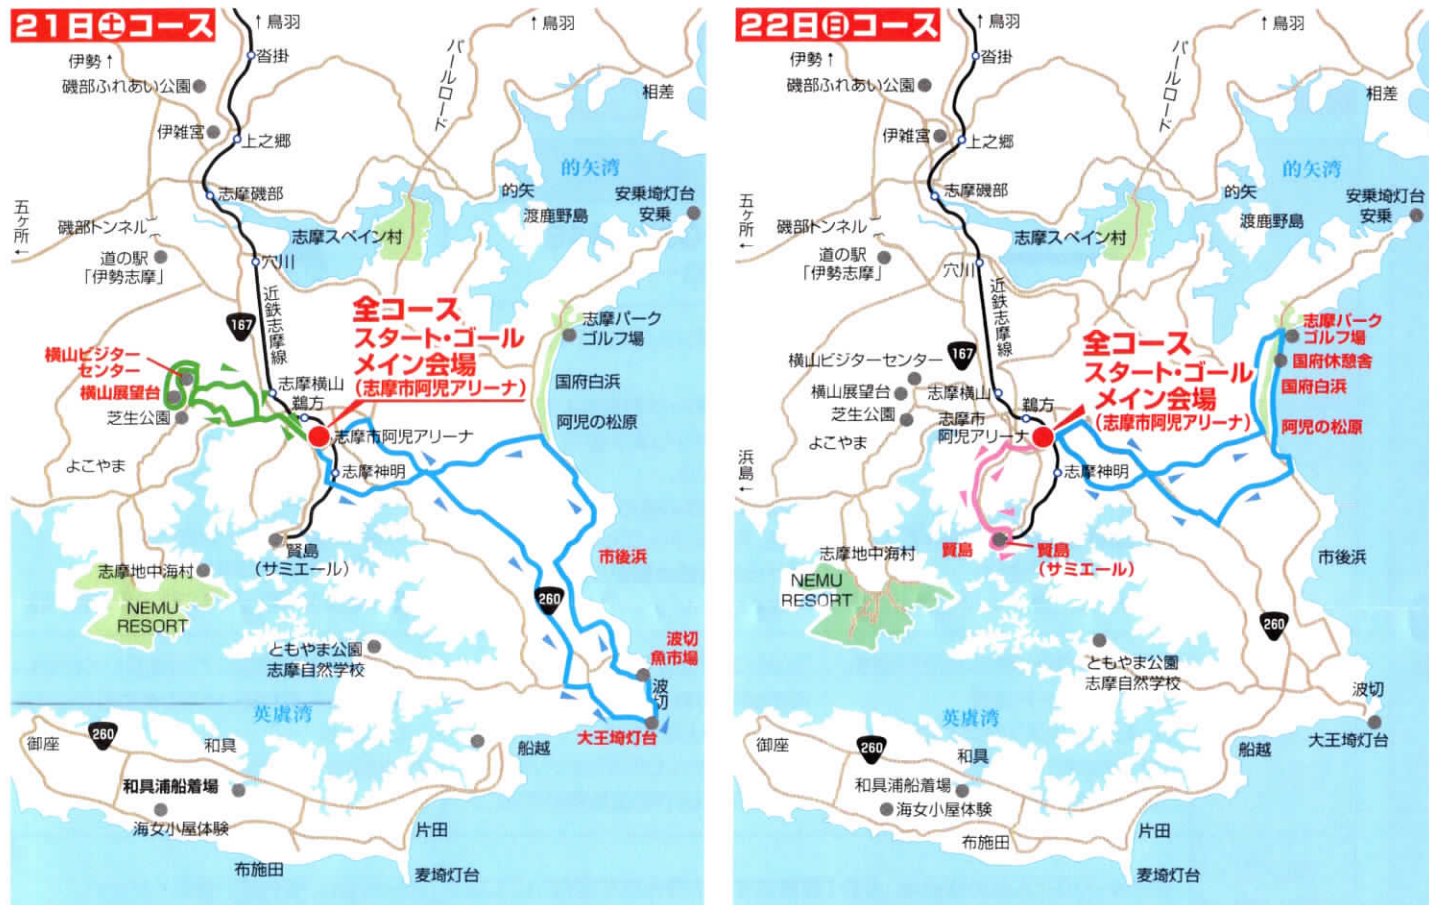 21日㊏コース
↑鳥羽
↑鳥羽
伊勢↑
沓掛
磯部ふれあい公園
パールロード
相差
伊雑宮
上之郷
的矢湾
志摩磯部
的矢
安乗埼灯台
安乗
五ヶ所
↓
磯部トンネル
渡鹿野島
志摩スペイン村
道の駅
「伊勢志摩」
穴川
近鉄志摩線
167
全コース
スタート・ゴール
メイン会場
(志摩市阿児アリーナ)
志摩パーク
ゴルフ場
横山ビジター
センター
横山展望台
志摩横山
国府白浜
芝生公園
鵜方
阿児の松原
志摩市阿児アリーナ
よこやま
志摩神明
賢島
(サミエール)
市後浜
志摩地中海村
NEMU
RESORT
260
ともやま公園
志摩自然学校
波切
魚市場
波切
英虞湾
大王埼灯台
御座
260
和具
船越
和具浦船着場
海女小屋体験
片田
布施田
麦埼灯台
22日㊐コース
↑鳥羽
↑鳥羽
伊勢↑
沓掛
磯部ふれあい公園
パールロード
相差
伊雑宮
上之郷
的矢湾
志摩磯部
的矢
安乗埼灯台
安乗
五ヶ所
↓
磯部トンネル
渡鹿野島
志摩スペイン村
道の駅
「伊勢志摩」
穴川
近鉄志摩線
167
全コース
スタート・ゴール
メイン会場
(志摩市阿児アリーナ)
志摩パーク
ゴルフ場
国府休憩舎
国府白浜
横山ビジターセンター
横山展望台
志摩横山
芝生公園
鵜方
志摩市
阿児アリーナ
阿児の松原
よこやま
浜島
↓
志摩神明
賢島
賢島
(サミエール)
市後浜
志摩地中海村
NEMU
RESORT
260
ともやま公園
志摩自然学校
波切
英虞湾
大王埼灯台
御座
260
和具
船越
和具浦船着場
海女小屋体験
片田
布施田
麦埼灯台